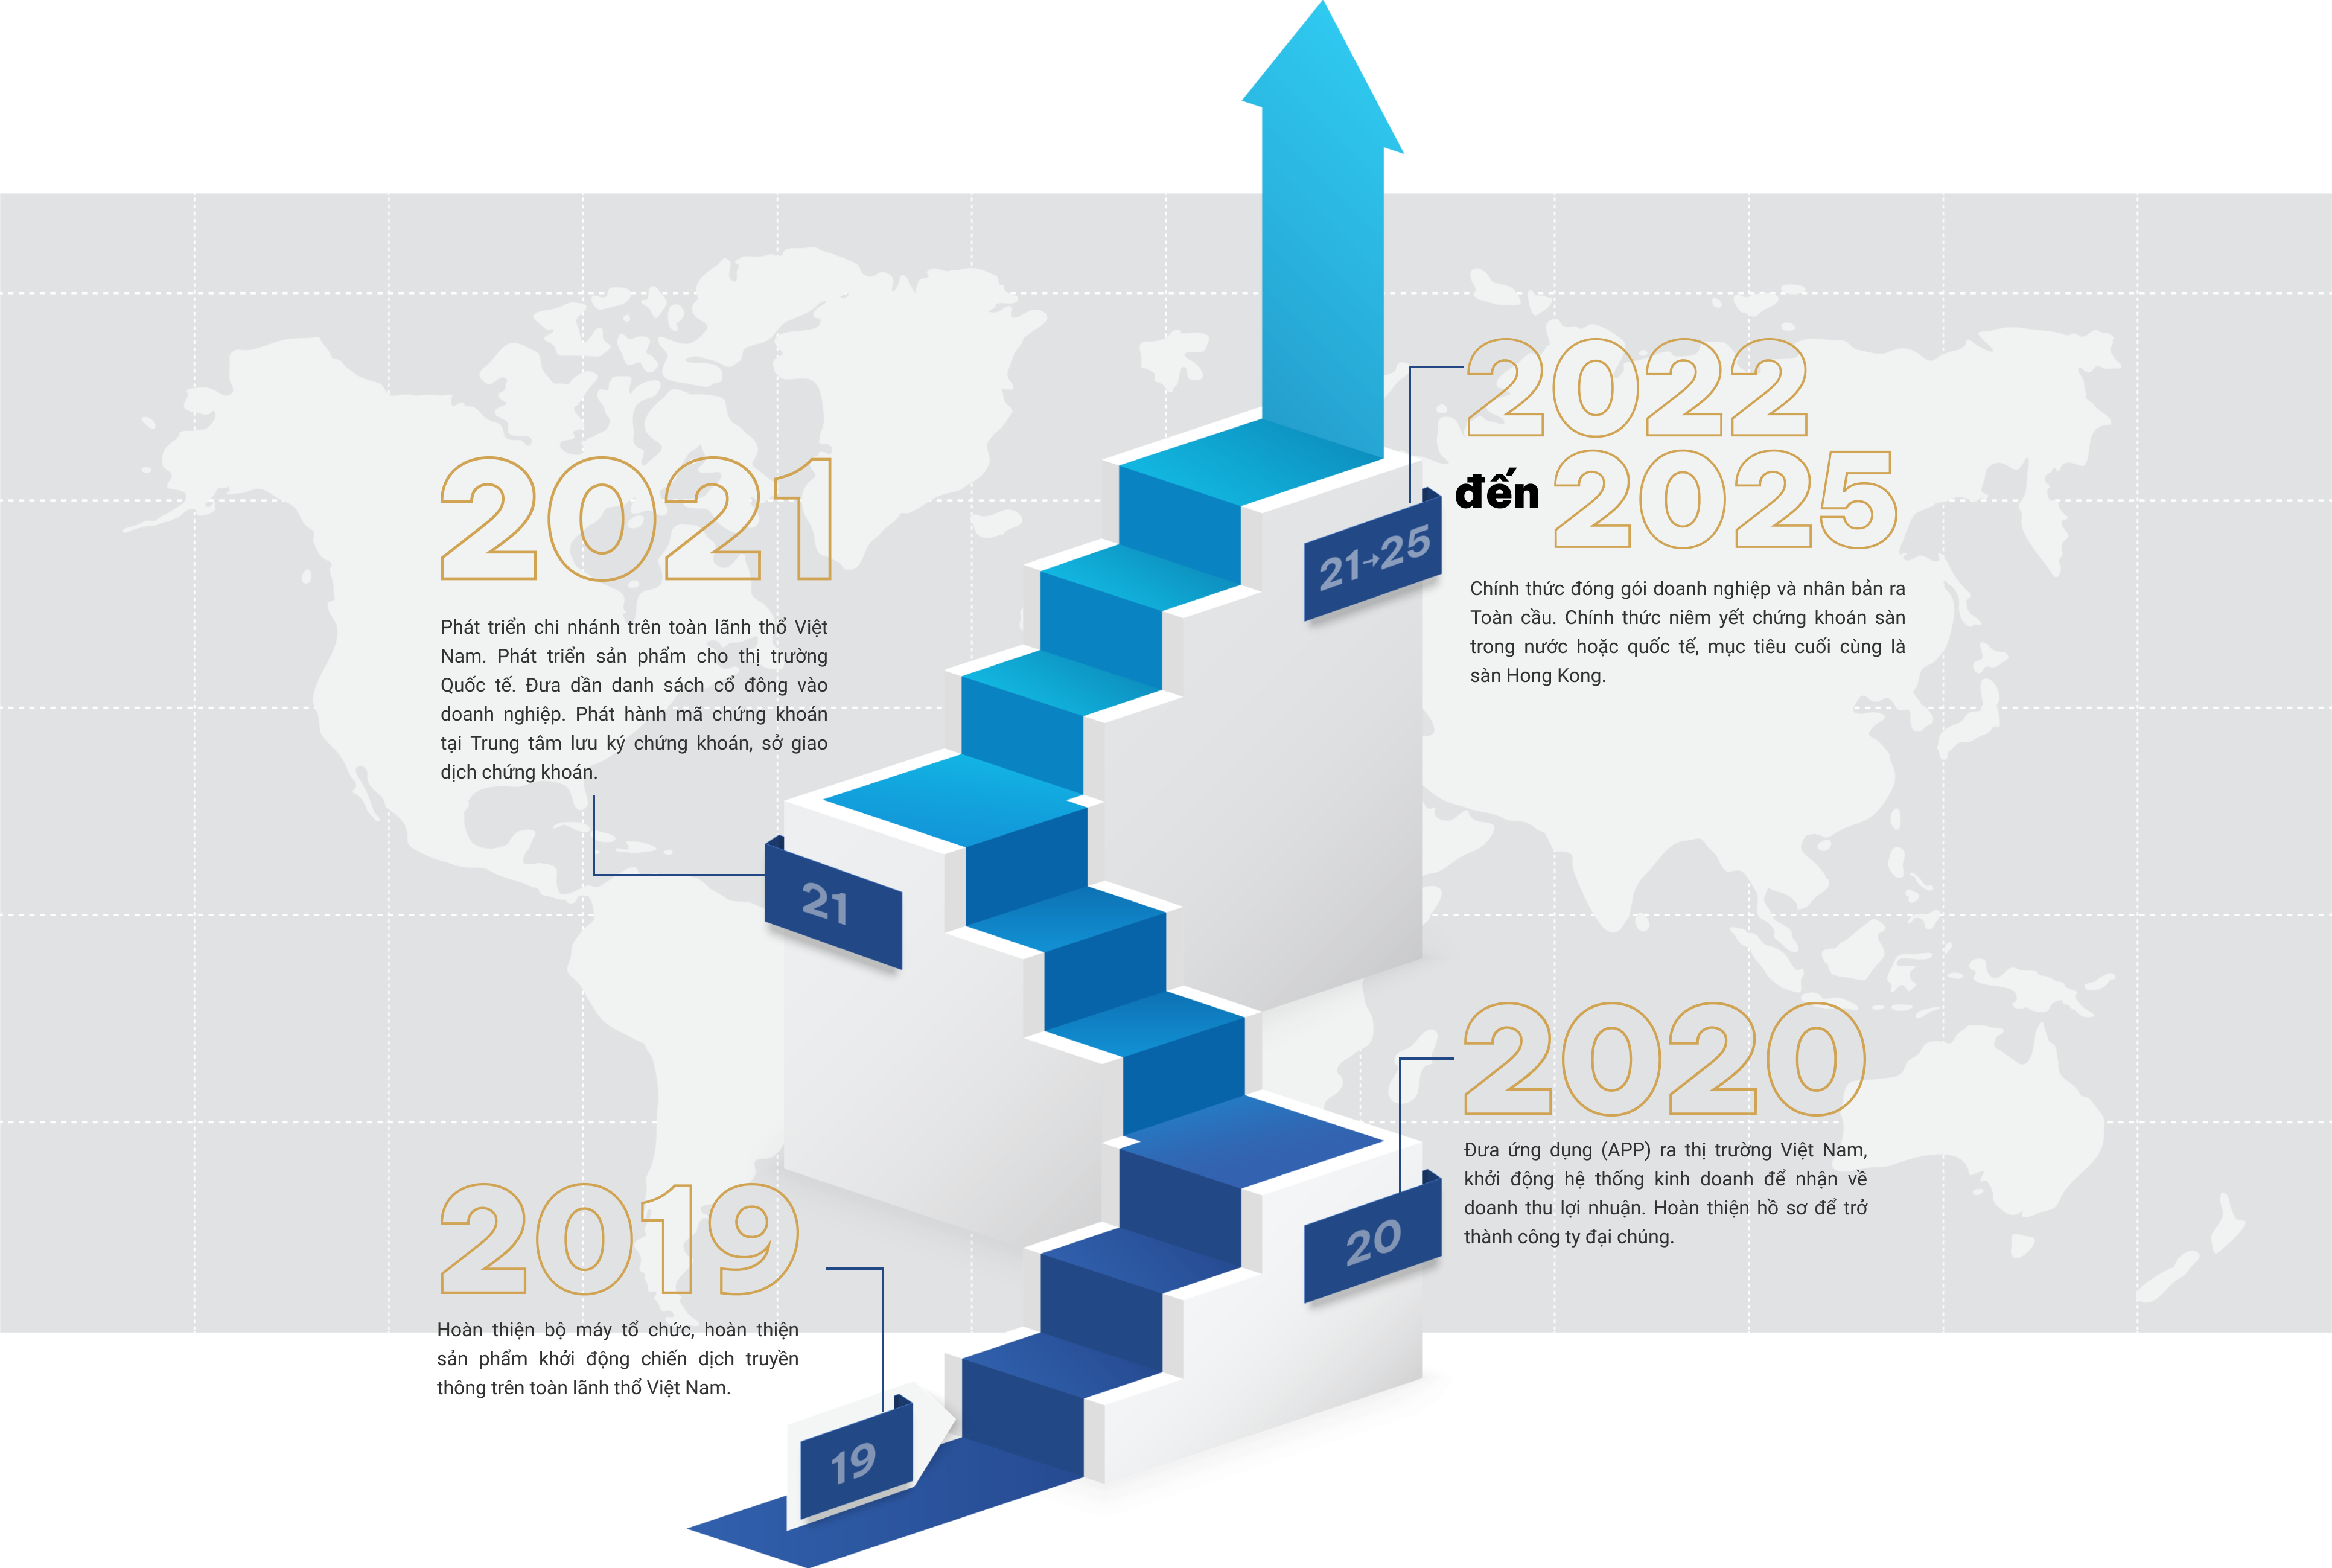 2022
đến 2025
21→25
Chính thức đóng gói doanh nghiệp và nhân bản ra
Toàn cầu. Chính thức niêm yết chứng khoán sàn
trong nước hoặc quốc tế, mục tiêu cuối cùng là
sàn Hong Kong.
2021
Phát triển chi nhánh trên toàn lãnh thổ Việt
Nam. Phát triển sản phẩm cho thị trường
Quốc tế. Đưa dần danh sách cổ đông vào
doanh nghiệp. Phát hành mã chứng khoán
tại Trung tâm lưu ký chứng khoán, sở giao
dịch chứng khoán.
21
2020
Đưa ứng dụng (APP) ra thị trường Việt Nam,
khởi động hệ thống kinh doanh để nhận về
doanh thu lợi nhuận. Hoàn thiện hồ sơ để trở
thành công ty đại chúng.
20
2019
Hoàn thiện bộ máy tổ chức, hoàn thiện
sản phẩm khởi động chiến dịch truyền
thông trên toàn lãnh thổ Việt Nam.
19